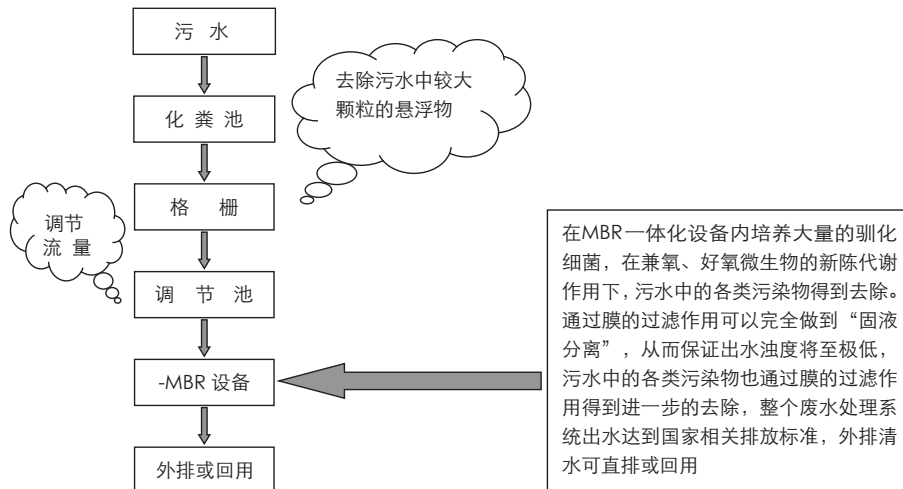 污 水
去除污水中较大
颗粒的悬浮物
化 粪 池
格 栅
调节
流 量
调 节 池
在MBR一体化设备内培养大量的驯化
细菌，在兼氧、好氧微生物的新陈代谢
作用下，污水中的各类污染物得到去除。
通过膜的过滤作用可以完全做到“固液
分离”，从而保证出水浊度将至极低，
污水中的各类污染物也通过膜的过滤作
用得到进一步的去除，整个废水处理系
统出水达到国家相关排放标准，外排清
水可直排或回用
-MBR 设备
外排或回用